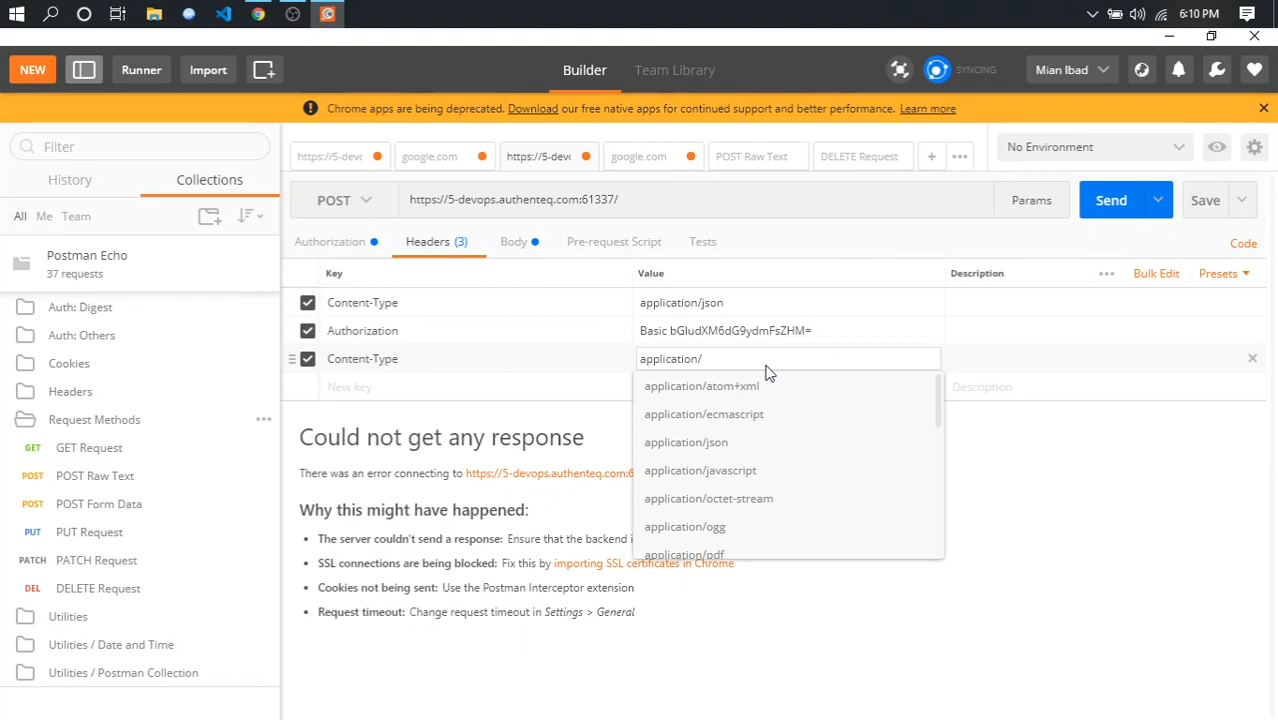 6:10 PM
NEW
Runner
Import
Builder
Team Library
SYNCING
Mian Ibad
Chrome apps are being deprecated. Download our free native apps for continued support and better performance. Learn more
Filter
History
Collections
All Me Team
Postman Echo
37 requests
Auth: Digest
Auth: Others
Cookies
Headers
Request Methods
GET GET Request
POST POST Raw Text
POST POST Form Data
PUT PUT Request
PATCH PATCH Request
DEL DELETE Request
Utilities
Utilities / Date and Time
Utilities / Postman Collection
https://5-devc
google.com
https://5-devc
google.com
POST Raw Text
DELETE Request
No Environment
POST
https://5-devops.authenteq.com:61337/
Params
Send
Save
Authorization
Headers (3)
Body
Pre-request Script
Tests
Code
Key Value Description
Bulk Edit
Presets
Content-Type application/json
Authorization Basic bGludXM6dG9ydmFsZHM=
Content-Type application/
New key Description
application/atom+xml
application/ecmascript
application/json
application/javascript
application/octet-stream
application/ogg
application/pdf
Could not get any response
There was an error connecting to https://5-devops.authenteq.com:6
Why this might have happened:
The server couldn't send a response: Ensure that the backend i
SSL connections are being blocked: Fix this by importing SSL certificates in Chrome
Cookies not being sent: Use the Postman Interceptor extension
Request timeout: Change request timeout in Settings > General